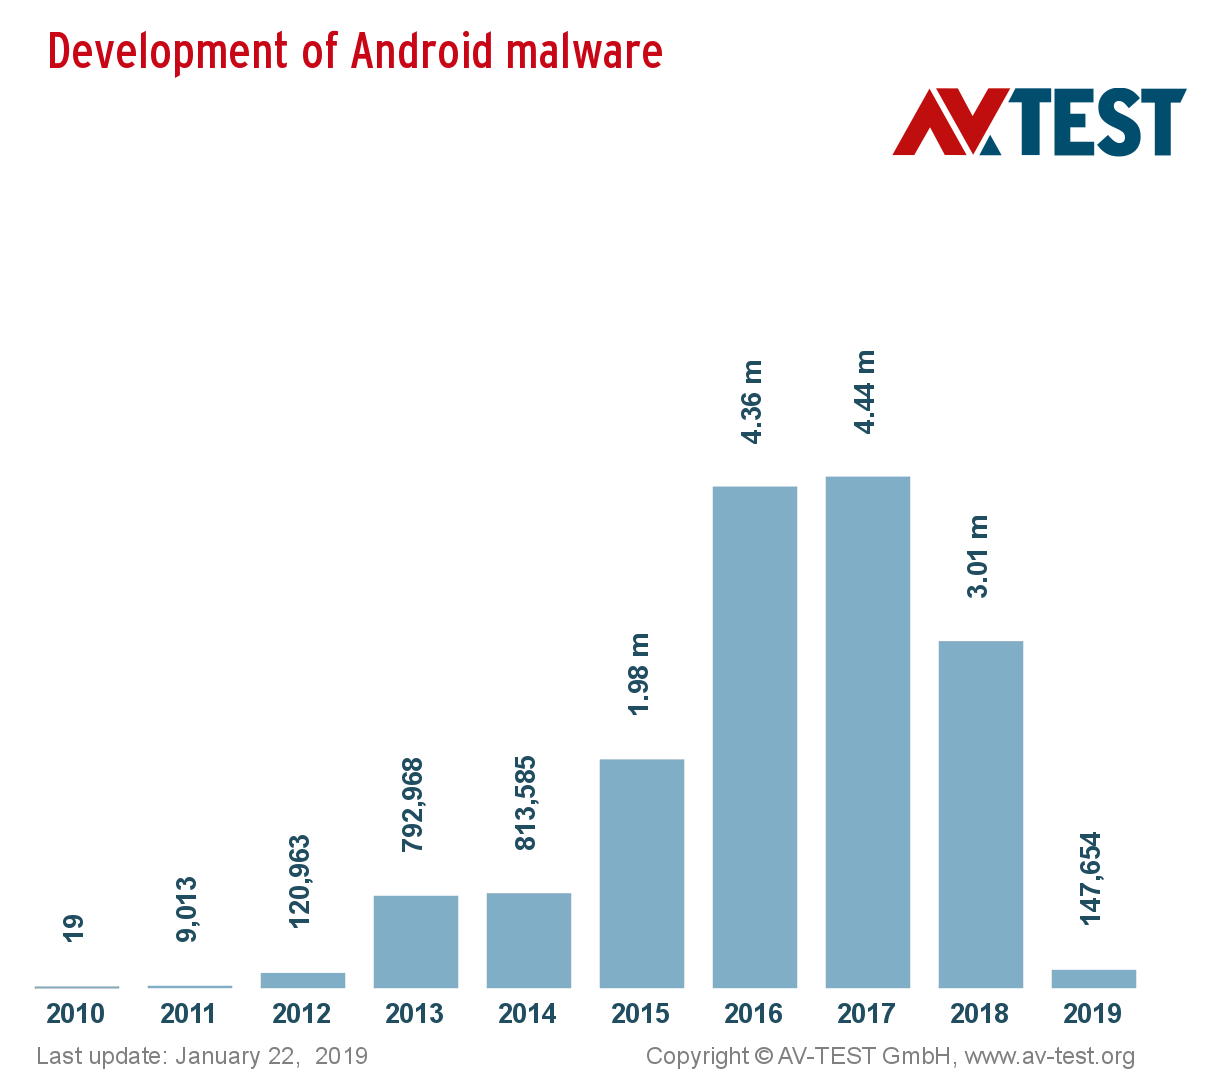 Development of Android malware
AVTEST
19
9,013
120,963
792,968
813,585
1.98 m
4.36 m
4.44 m
3.01 m
147,654
2010 2011 2012 2013 2014 2015 2016 2017 2018 2019
Last update: January 22, 2019
Copyright © AV-TEST GmbH, www.av-test.org